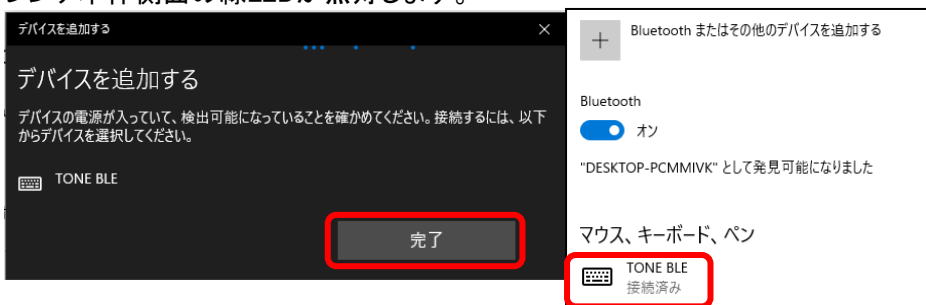 デバイスを追加する
デバイスを追加する
デバイスの電源が入っていて、検出可能になっていることを確かめてください。接続するには、以下
からデバイスを選択してください。
TONE BLE
完了
Bluetooth またはその他のデバイスを追加する
Bluetooth
オン
"DESKTOP-PCMMIVK" として発見可能になりました
マウス、キーボード、ペン
TONE BLE
接続済み